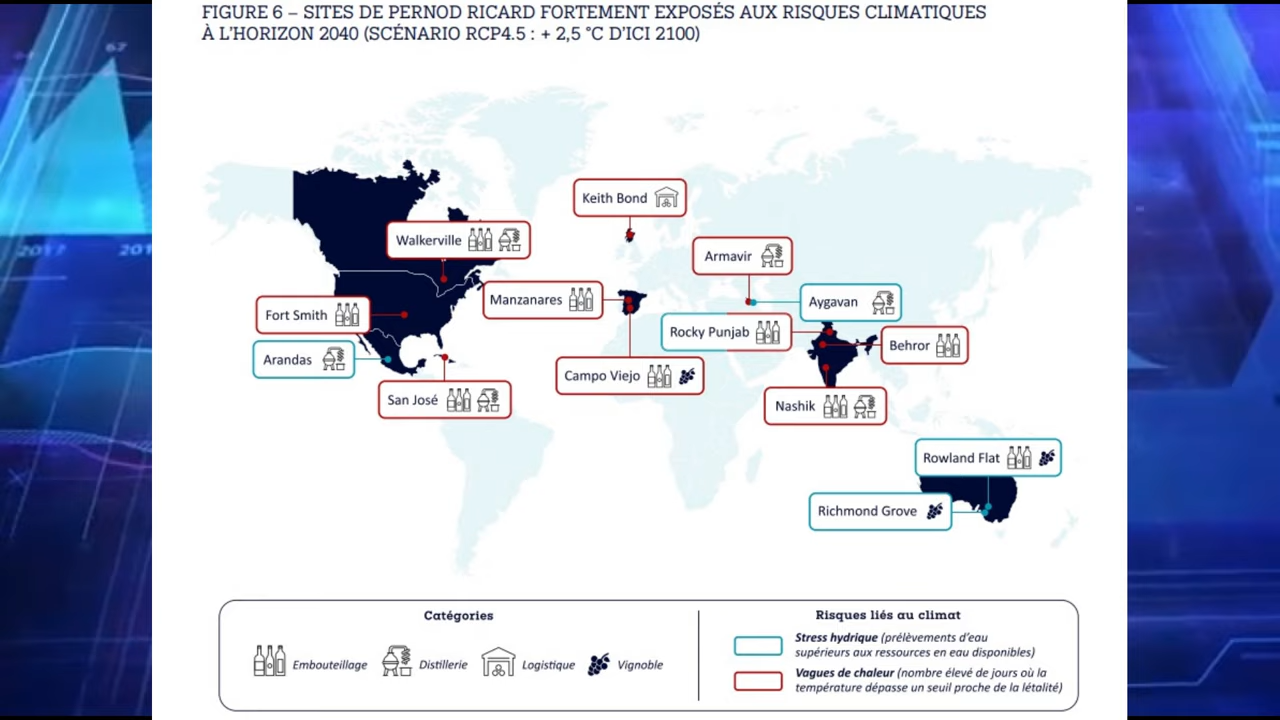 FIGURE 6 – SITES DE PERNOD RICARD FORTEMENT EXPOSÉS AUX RISQUES CLIMATIQUES
À L'HORIZON 2040 (SCÉNARIO RCP4.5 : + 2,5 °C D'ICI 2100)
67
Keith Bond
Walkerville
Armavir
2017
201
Manzanares
Aygavan
Fort Smith
Rocky Punjab
Behror
Arandas
Campo Viejo
San José
Nashik
Rowland Flat
Richmond Grove
Catégories
Embouteillage
Distillerie
Logistique
Vignoble
Risques liés au climat
Stress hydrique (prélèvements d'eau
supérieurs aux ressources en eau disponibles)
Vagues de chaleur (nombre élevé de jours où la
température dépasse un seuil proche de la létalité)